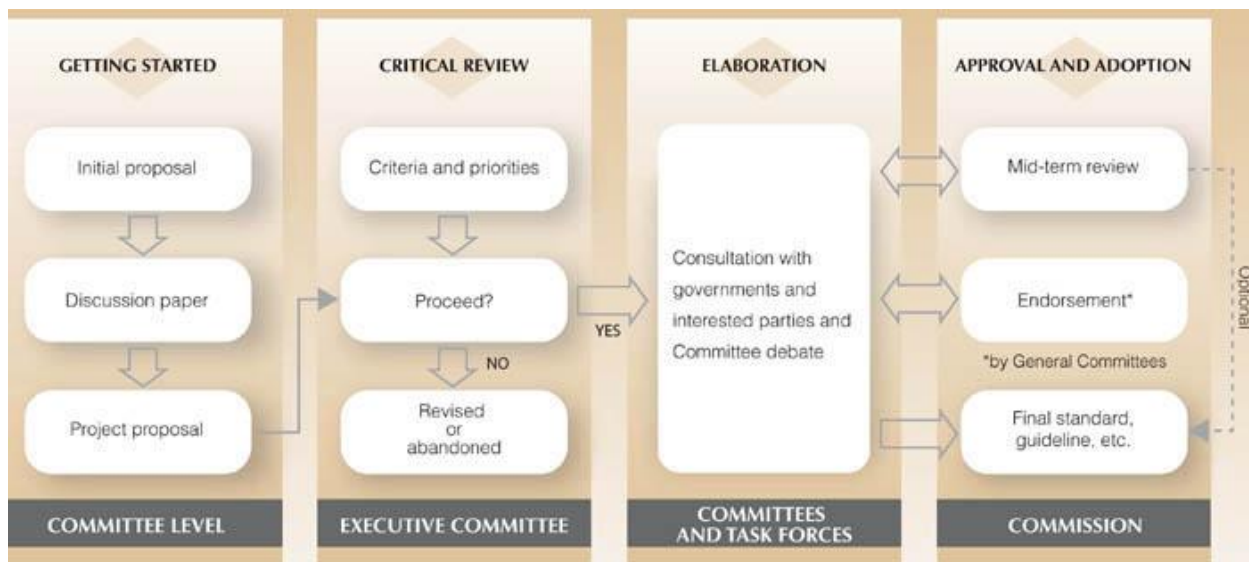 GETTING STARTED
Initial proposal
Discussion paper
Project proposal
COMMITTEE LEVEL
CRITICAL REVIEW
Criteria and priorities
Proceed?
YES
NO
Revised
or
abandoned
EXECUTIVE COMMITTEE
ELABORATION
Consultation with
governments and
interested parties and
Committee debate
COMMITTEES
AND TASK FORCES
APPROVAL AND ADOPTION
Mid-term review
Endorsement*
*by General Committees
Final standard,
guideline, etc.
Optional
COMMISSION